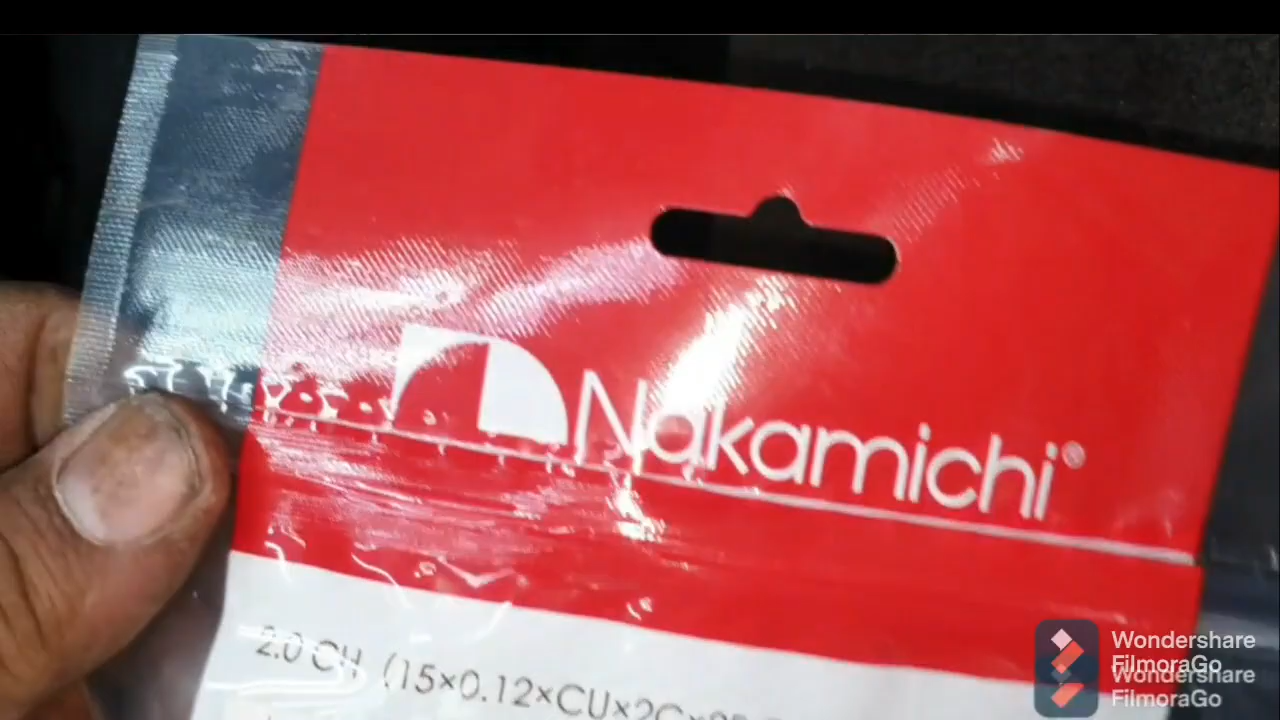 Nakamichi®
2.0 CH (15×0.12×CU×2C×
Wondershare
FilmoraGo
Wondershare
FilmoraGo